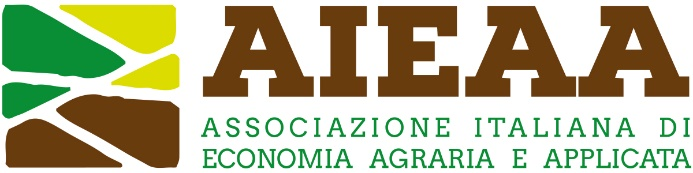 AIEAA
ASSOCIAZIONE ITALIANA DI
ECONOMIA AGRARIA E APPLICATA